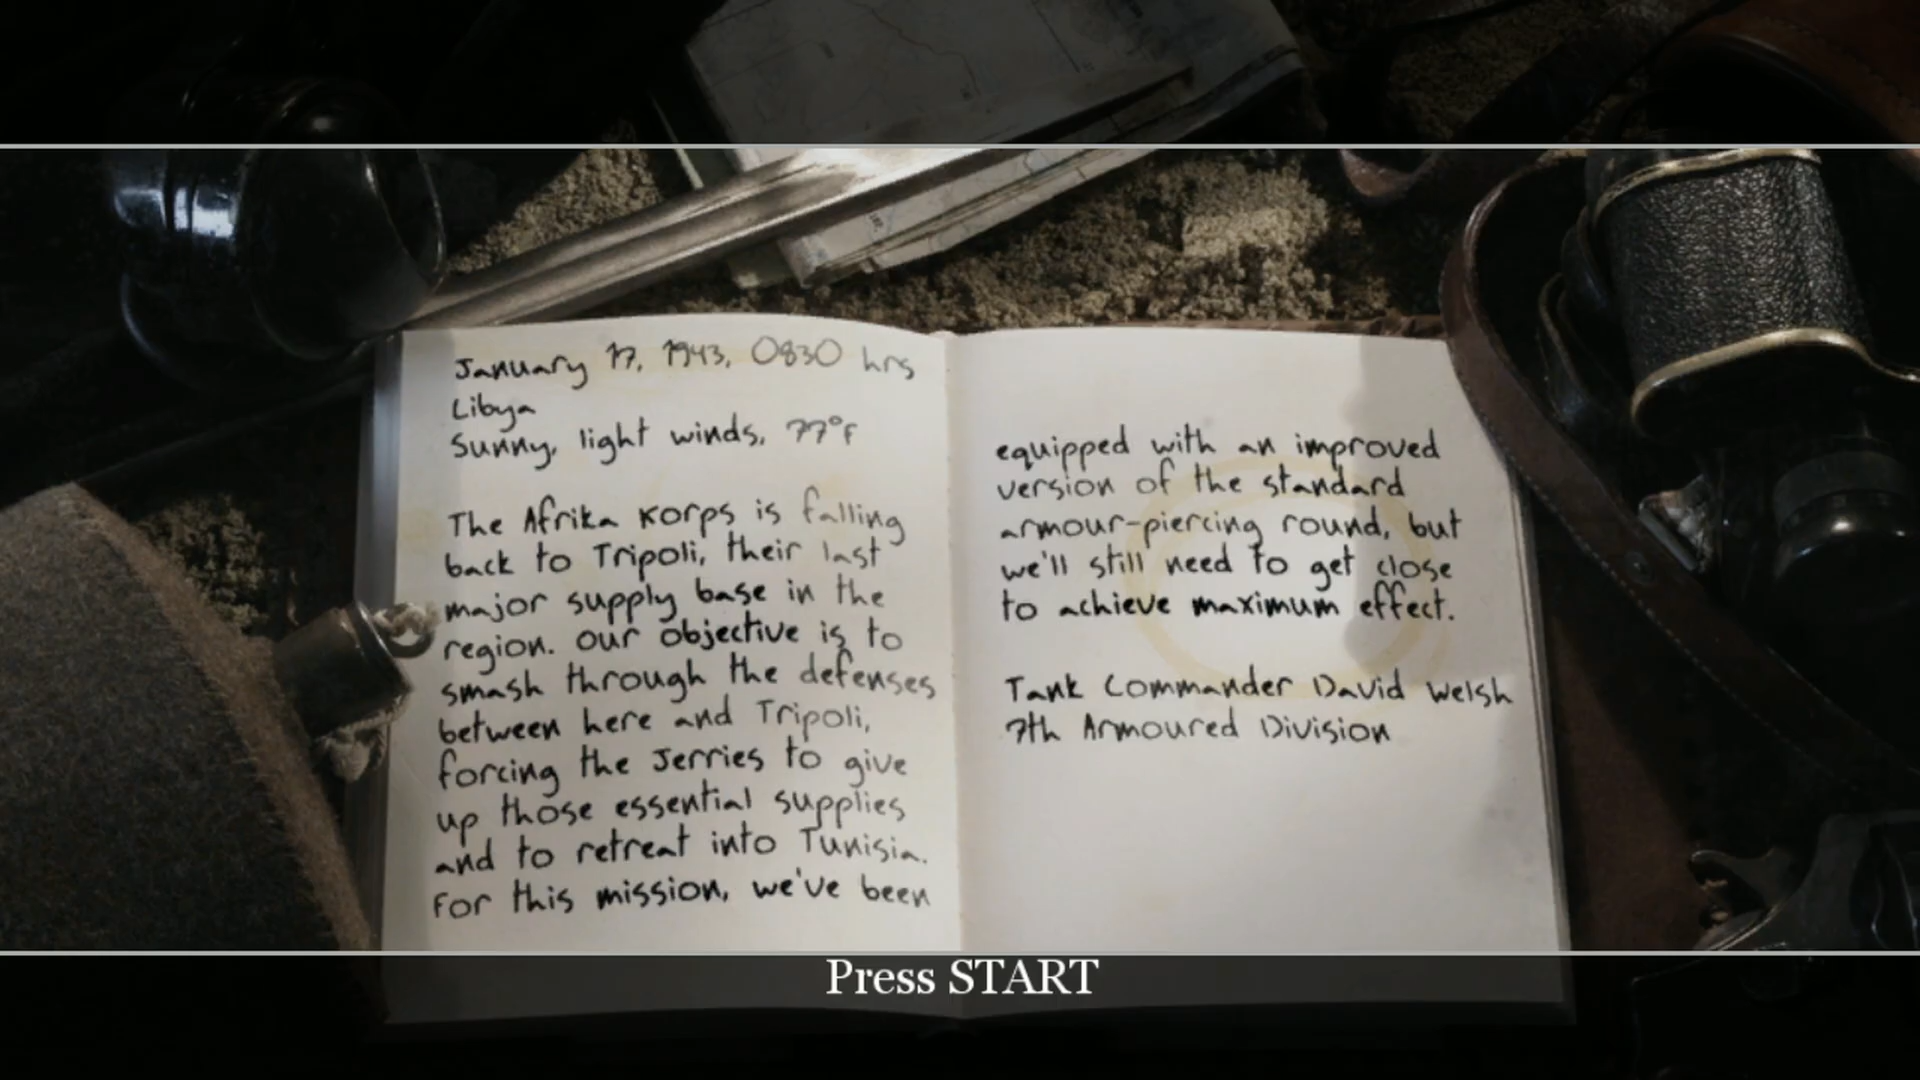 January 17, 1943, 0830 hrs
Libya
Sunny, light winds, 77°F
The Afrika Korps is falling
back to Tripoli, their last
major supply base in the
region. Our objective is to
smash through the defenses
between here and Tripoli,
forcing the Jerries to give
up those essential supplies
and to retreat into Tunisia.
For this mission, we've been
equipped with an improved
version of the standard
armour-piercing round, but
we'll still need to get close
to achieve maximum effect.
Tank Commander David Welsh
7th Armoured Division
Press START